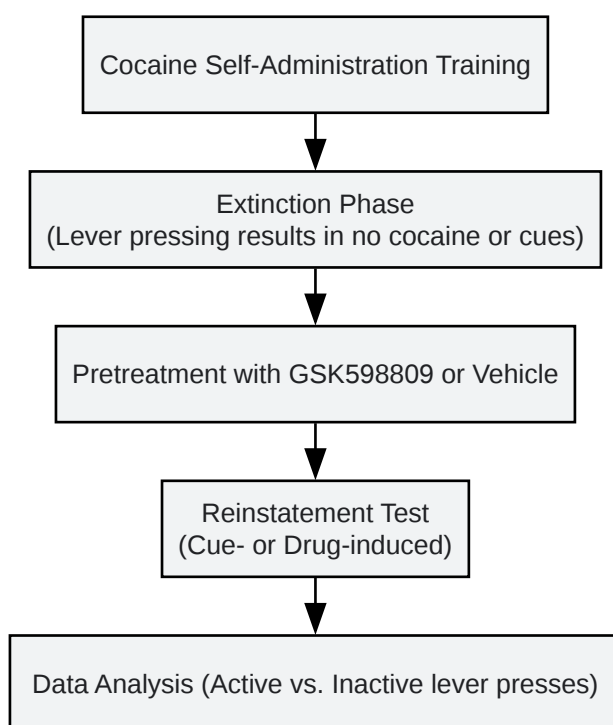 Cocaine Self-Administration Training
Extinction Phase
(Lever pressing results in no cocaine or cues)
Pretreatment with GSK598809 or Vehicle
Reinstatement Test
(Cue- or Drug-induced)
Data Analysis (Active vs. Inactive lever presses)